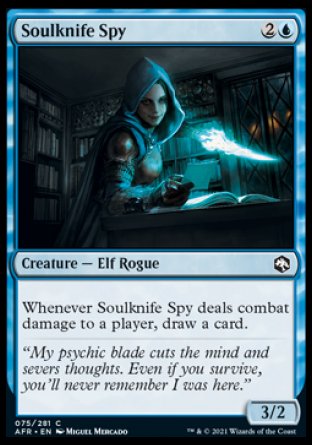 Soulknife Spy 2
Creature — Elf Rogue
Whenever Soulknife Spy deals combat
damage to a player, draw a card.
“My psychic blade cuts the mind and
severs thoughts. Even if you survive,
you’ll never remember I was here.”
3/2
075/281 C
AFR • EN Miguel Mercado
™ & © 2021 Wizards of the Coast